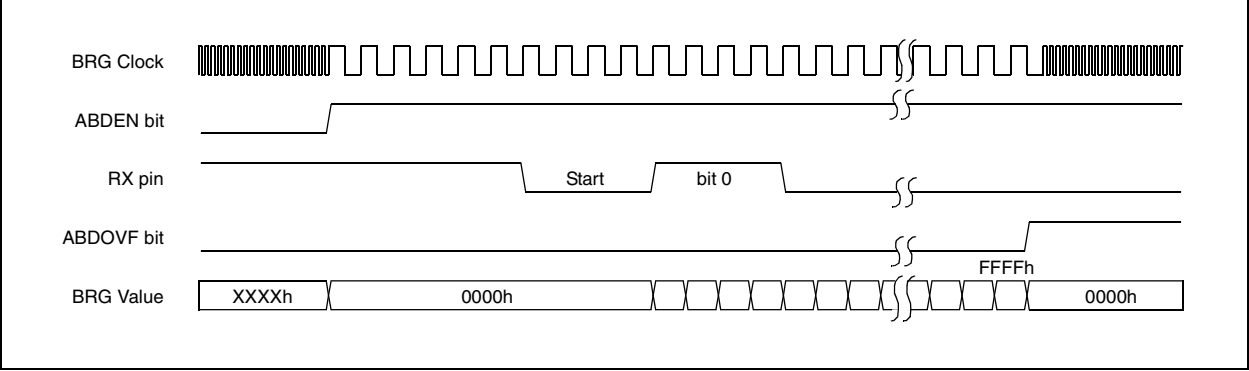 BRG Clock
ABDEN bit
RX pin
Start
bit 0
ABDOVF bit
FFFFh
BRG Value
XXXXh
0000h
0000h